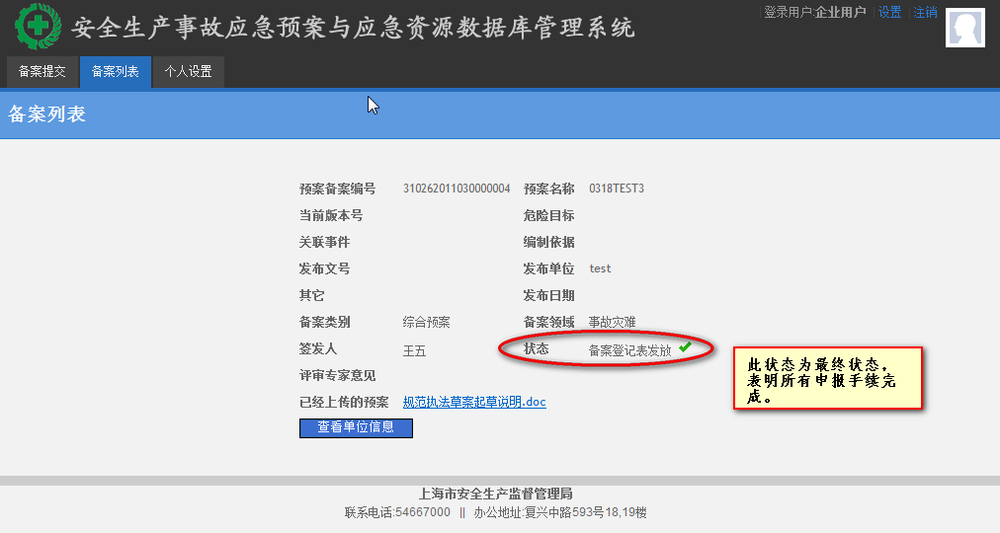 安全生产事故应急预案与应急资源数据库管理系统
登录用户:企业用户 | 设置 | 注销
备案提交 备案列表 个人设置
备案列表
预案备案编号 310262011030000004 预案名称 0318TEST3
当前版本号 危险目标
关联事件 编制依据
发布文号 发布单位 test
其它 发布日期
备案类别 综合预案 备案领域 事故灾难
签发人 王五 状态 备案登记表发放
评审专家意见
已经上传的预案 规范执法草案起草说明.doc
查看单位信息
此状态为最终状态,
表明所有申报手续完
成。
上海市安全生产监督管理局
联系电话:54667000 || 办公地址:复兴中路593号18,19楼